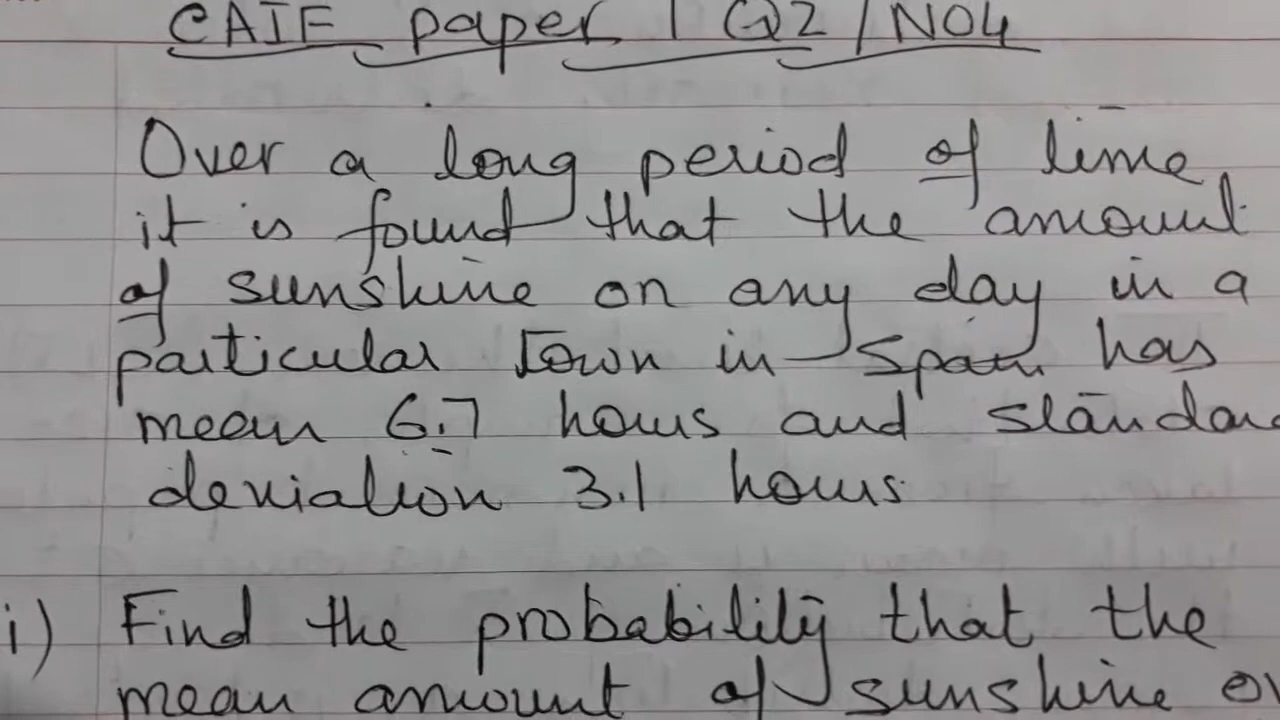 CAIE paper 1 Q2 / N04
Over a long period of time
it is found that the amount
of sunshine on any day in a
particular town in Spain has
mean 6.7 hours and standard
deviation 3.1 hours.
i) Find the probability that the
mean amount of sunshine